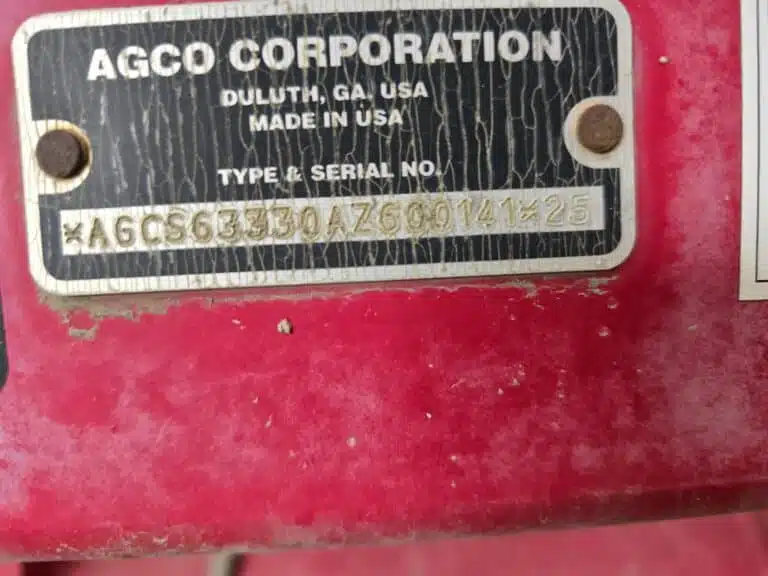 AGCO CORPORATION
DULUTH, GA. USA
MADE IN USA
TYPE & SERIAL NO.
*AGCS63330AZ600141*25